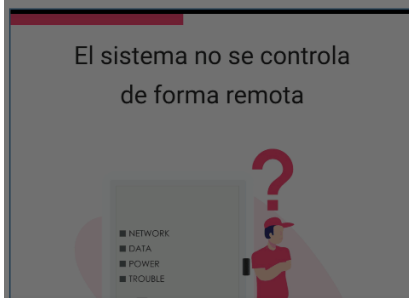 El sistema no se controla
de forma remota
?
NETWORK
DATA
POWER
TROUBLE